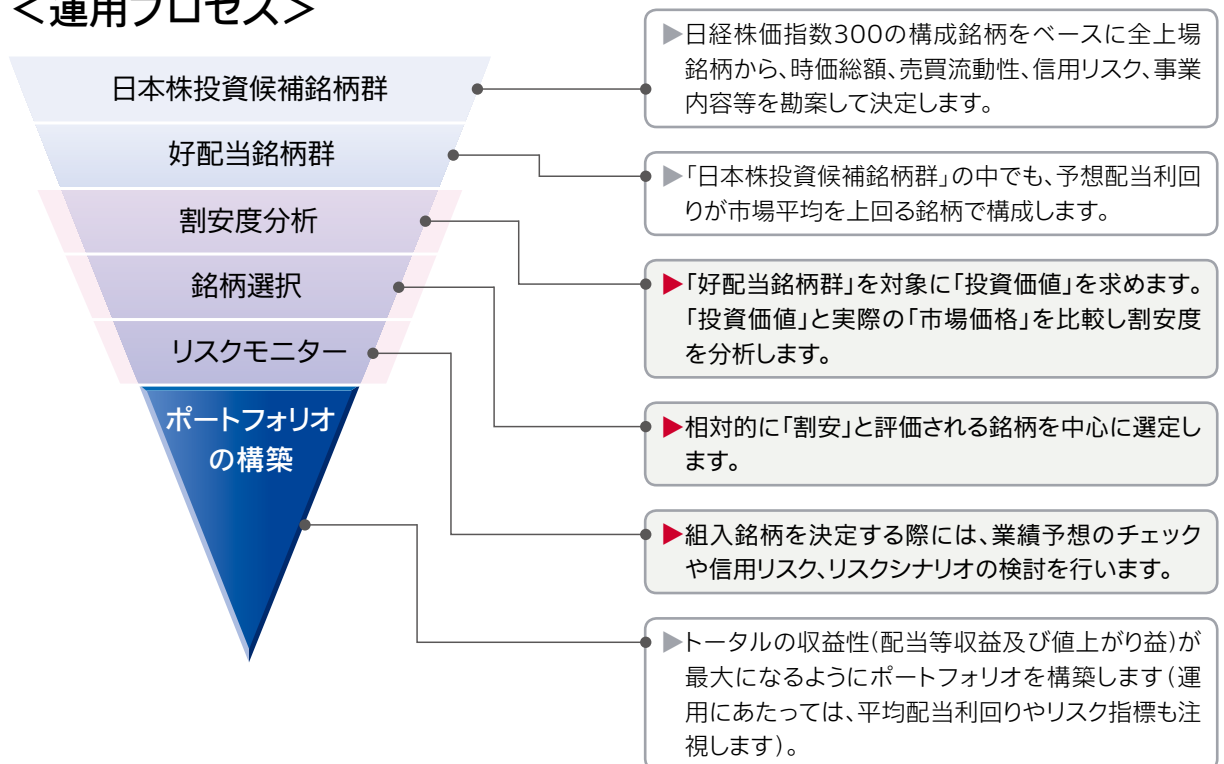 ＜運用プロセス＞
日本株投資候補銘柄群
▶日経株価指数300の構成銘柄をベースに全上場
銘柄から、時価総額、売買流動性、信用リスク、事業
内容等を勘案して決定します。
好配当銘柄群
▶「日本株投資候補銘柄群」の中でも、予想配当利回
りが市場平均を上回る銘柄で構成します。
割安度分析
▶「好配当銘柄群」を対象に「投資価値」を求めます。
「投資価値」と実際の「市場価格」を比較し割安度
を分析します。
銘柄選択
▶相対的に「割安」と評価される銘柄を中心に選定し
ます。
リスクモニター
▶組入銘柄を決定する際には、業績予想のチェック
や信用リスク、リスクシナリオの検討を行います。
ポートフォリオ
の構築
▶トータルの収益性(配当等収益及び値上がり益)が
最大になるようにポートフォリオを構築します（運
用にあたっては、平均配当利回りやリスク指標も注
視します）。